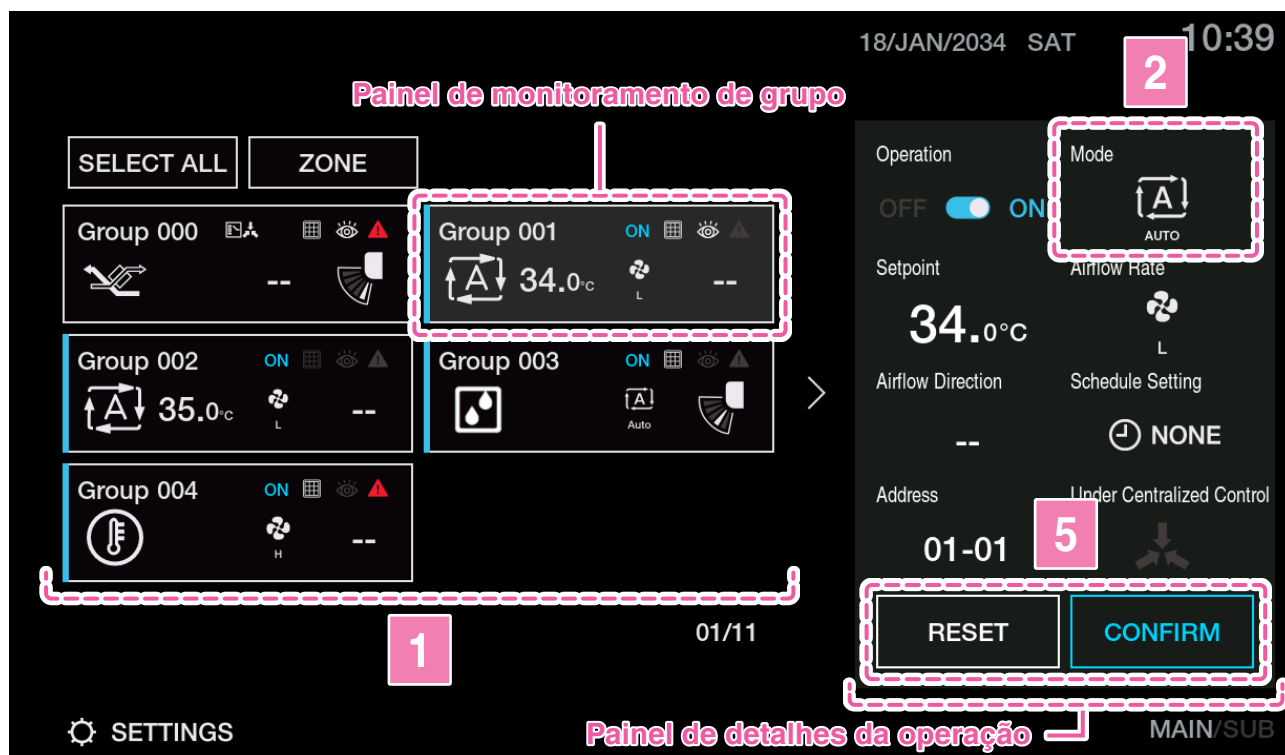 18/JAN/2034 SAT 10:39
2
Painel de monitoramento de grupo
SELECT ALL
ZONE
Group 000
--
Group 001 ON
A 34.0°C L --
Group 002 ON
A 35.0°C L --
Group 003 ON
A Auto
Group 004 ON
H --
01/11
1
Operation
OFF ON
Mode
A
AUTO
Setpoint
34.0°C
Airflow Rate
L
Airflow Direction
--
Schedule Setting
NONE
Address
01-01
Under Centralized Control
5
RESET
CONFIRM
SETTINGS
Painel de detalhes da operação
MAIN/SUB